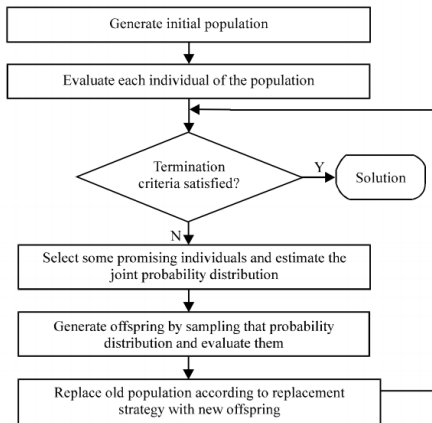 Generate initial population
Evaluate each individual of the population
Termination
criteria satisfied?
Y
Solution
N
Select some promising individuals and estimate the
joint probability distribution
Generate offspring by sampling that probability
distribution and evaluate them
Replace old population according to replacement
strategy with new offspring